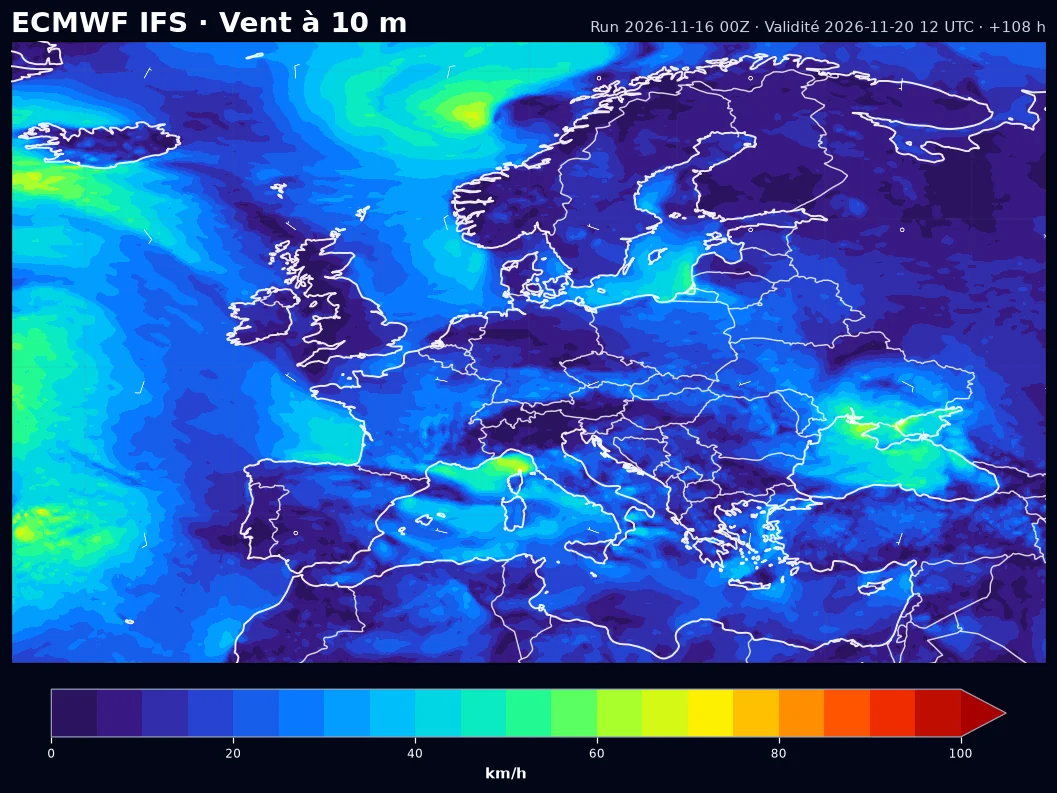 ECMWF IFS · Vent à 10 m
Run 2026-11-16 00Z · Validité 2026-11-20 12 UTC · +108 h
0 20 40 60 80 100
km/h